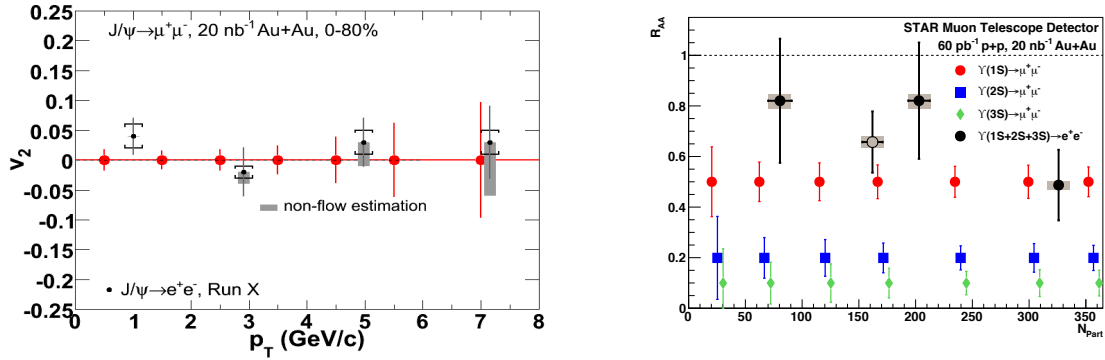 J/ψ→μ⁺μ⁻, 20 nb⁻¹ Au+Au, 0-80%
0.25
0.2
0.15
0.1
0.05
0
-0.05
-0.1
-0.15
-0.2
-0.25
v₂
non-flow estimation
J/ψ→e⁺e⁻, Run X
0 1 2 3 4 5 6 7 8
p_T (GeV/c)
R_AA
STAR Muon Telescope Detector
60 pb⁻¹ p+p, 20 nb⁻¹ Au+Au
ϒ(1S)→μ⁺μ⁻
ϒ(2S)→μ⁺μ⁻
ϒ(3S)→μ⁺μ⁻
ϒ(1S+2S+3S)→e⁺e⁻
1
0.8
0.6
0.4
0.2
0
0 50 100 150 200 250 300 350
N_Part